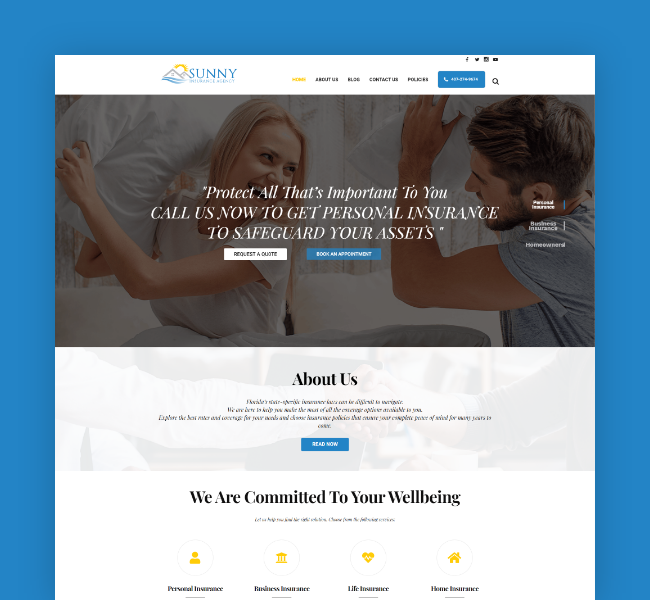 SUNNY
INSURANCE AGENCY
HOME ABOUT US BLOG CONTACT US POLICIES
"Protect All That's Important To You
CALL US NOW TO GET PERSONAL INSURANCE
TO SAFEGUARD YOUR ASSETS "
REQUEST A QUOTE BOOK AN APPOINTMENT
Personal
Insurance
Business
Insurance
Homeowners
About Us
Florida's state-specific insurance laws can be difficult to navigate.
We are here to help you make the most of all the coverage options available to you.
Explore the best rates and coverage for your needs and choose insurance policies that ensure your complete peace of mind for many years to
come.
READ NOW
We Are Committed To Your Wellbeing
Let us help you find the right solution. Choose from the following services.
Personal Insurance Business Insurance Life Insurance Home Insurance